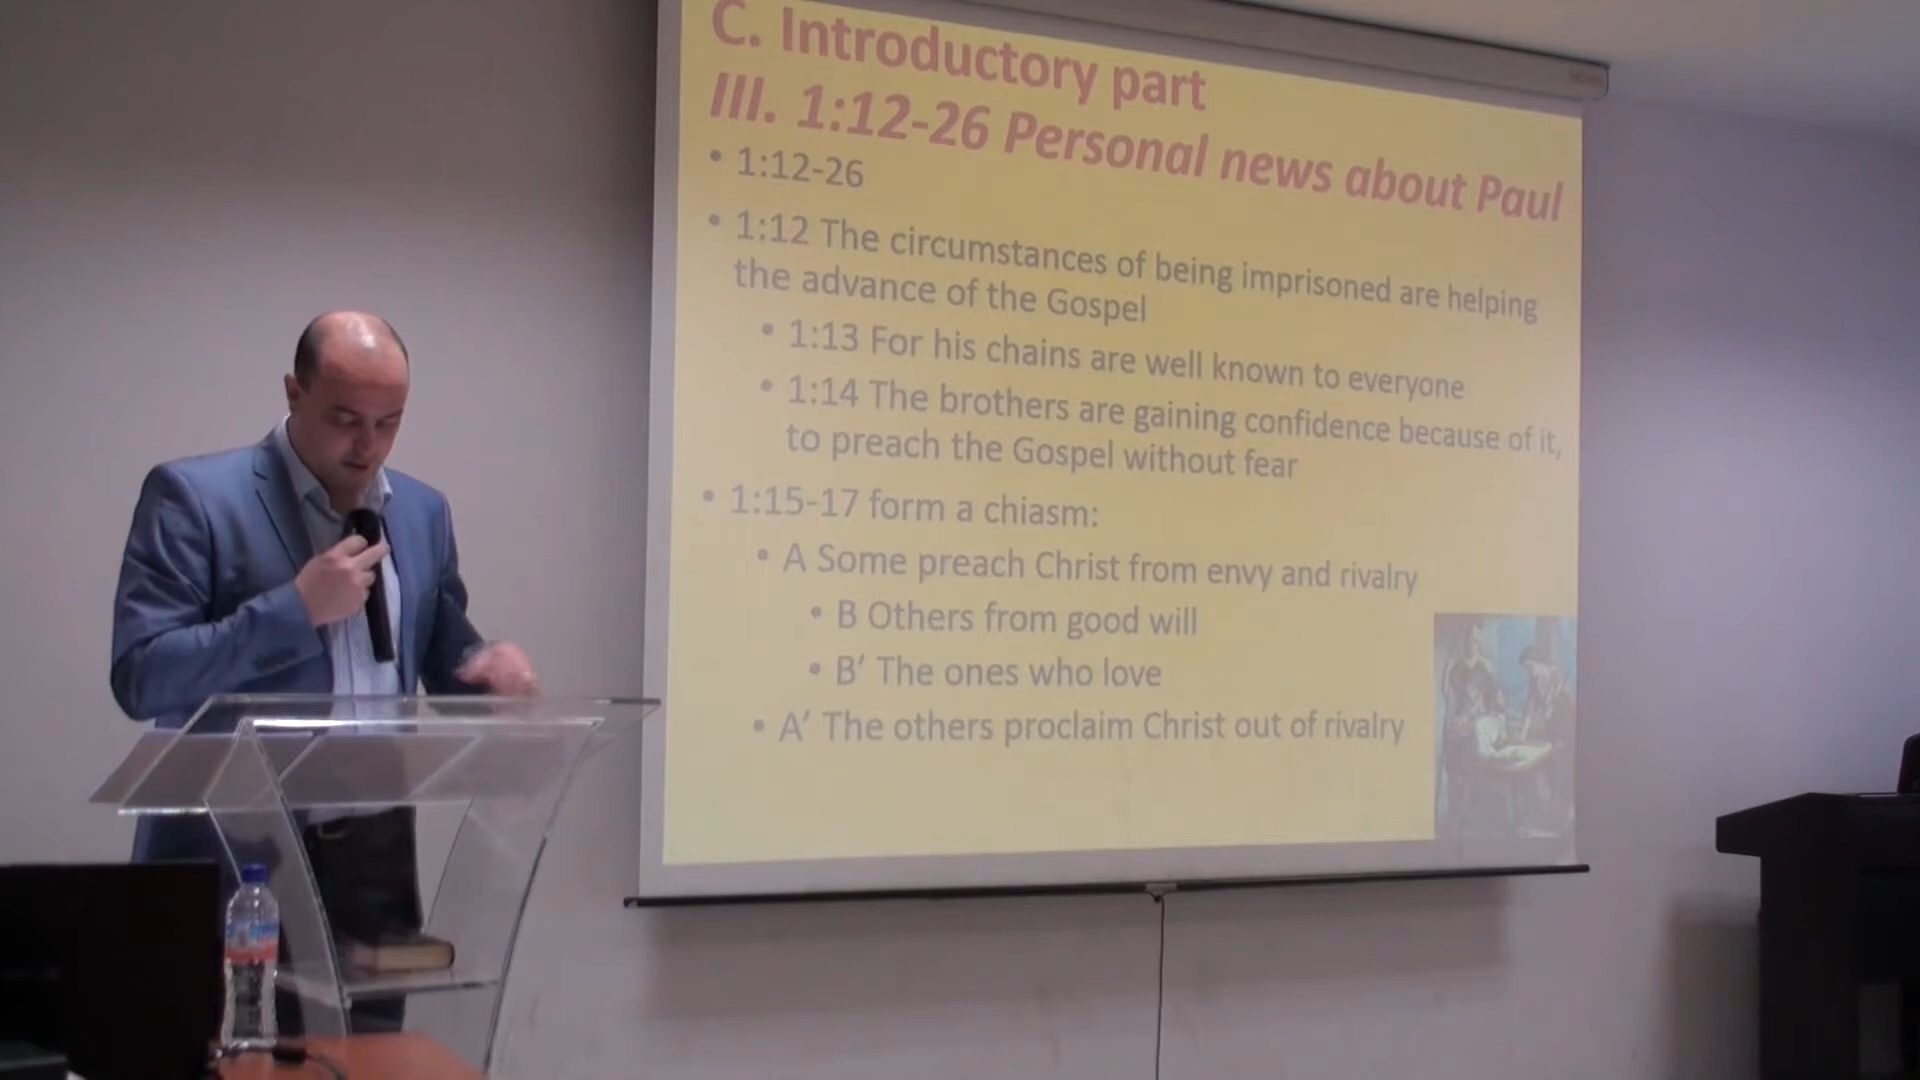 C. Introductory part
III. 1:12-26 Personal news about Paul
• 1:12-26
• 1:12 The circumstances of being imprisoned are helping
the advance of the Gospel
• 1:13 For his chains are well known to everyone
• 1:14 The brothers are gaining confidence because of it,
to preach the Gospel without fear
• 1:15-17 form a chiasm:
• A Some preach Christ from envy and rivalry
• B Others from good will
• B′ The ones who love
• A′ The others proclaim Christ out of rivalry